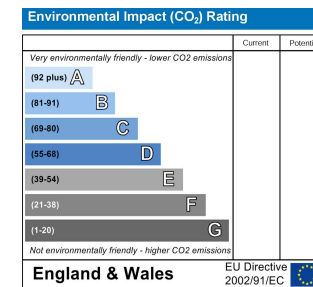 Environmental Impact (CO₂) Rating
Current Potenti
Very environmentally friendly - lower CO2 emissions
(92 plus) A
(81-91) B
(69-80) C
(55-68) D
(39-54) E
(21-38) F
(1-20) G
Not environmentally friendly - higher CO2 emissions
England & Wales
EU Directive
2002/91/EC